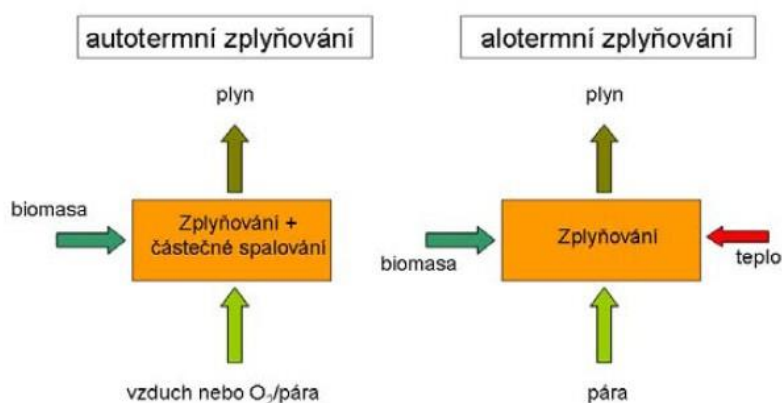 autotermní zplyňování
plyn
biomasa
Zplyňování +
částečné spalování
vzduch nebo O₂/pára
alotermní zplyňování
plyn
biomasa
Zplyňování
teplo
pára